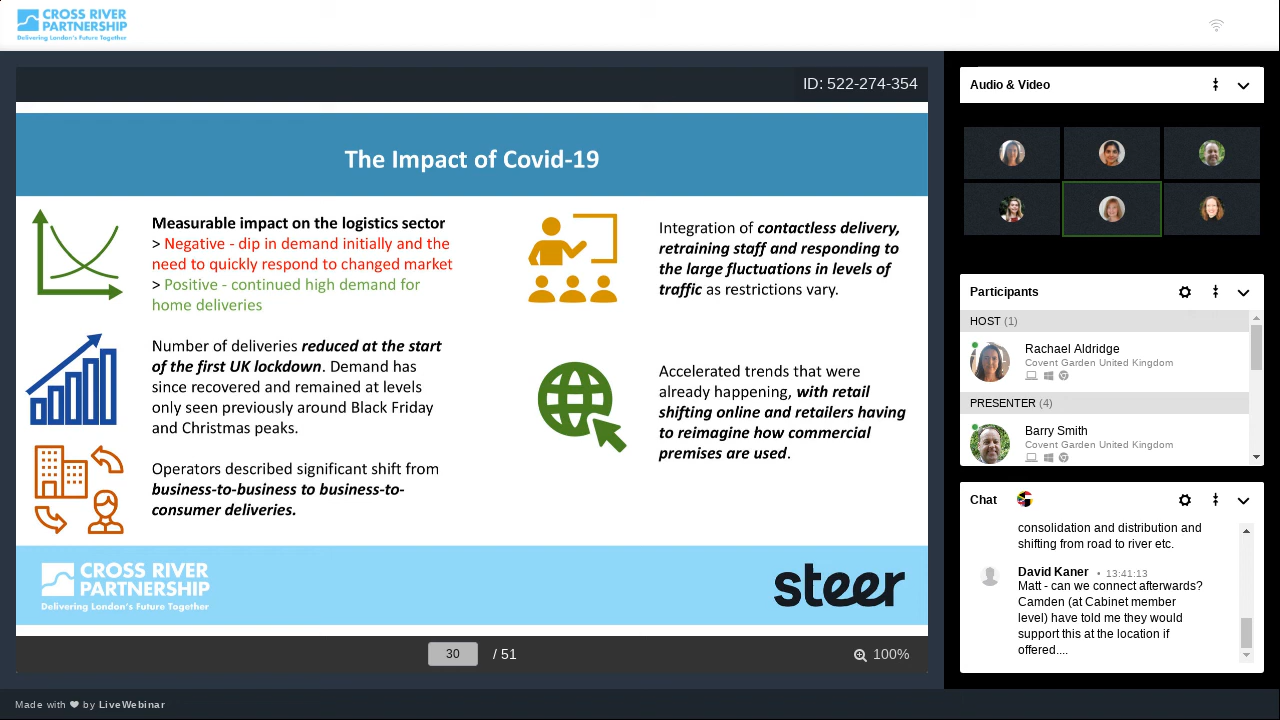 CROSS RIVER
PARTNERSHIP
Delivering London's Future Together
ID: 522-274-354
The Impact of Covid-19
Measurable impact on the logistics sector
> Negative - dip in demand initially and the
need to quickly respond to changed market
> Positive - continued high demand for
home deliveries
Number of deliveries reduced at the start
of the first UK lockdown. Demand has
since recovered and remained at levels
only seen previously around Black Friday
and Christmas peaks.
Operators described significant shift from
business-to-business to business-to-
consumer deliveries.
Integration of contactless delivery,
retraining staff and responding to
the large fluctuations in levels of
traffic as restrictions vary.
Accelerated trends that were
already happening, with retail
shifting online and retailers having
to reimagine how commercial
premises are used.
CROSS RIVER
PARTNERSHIP
Delivering London's Future Together
steer
30 / 51
100%
Made with ❤ by LiveWebinar
Audio & Video
Participants
HOST (1)
Rachael Aldridge
Covent Garden United Kingdom
PRESENTER (4)
Barry Smith
Covent Garden United Kingdom
Chat
consolidation and distribution and
shifting from road to river etc.
David Kaner • 13:41:13
Matt - can we connect afterwards?
Camden (at Cabinet member
level) have told me they would
support this at the location if
offered....